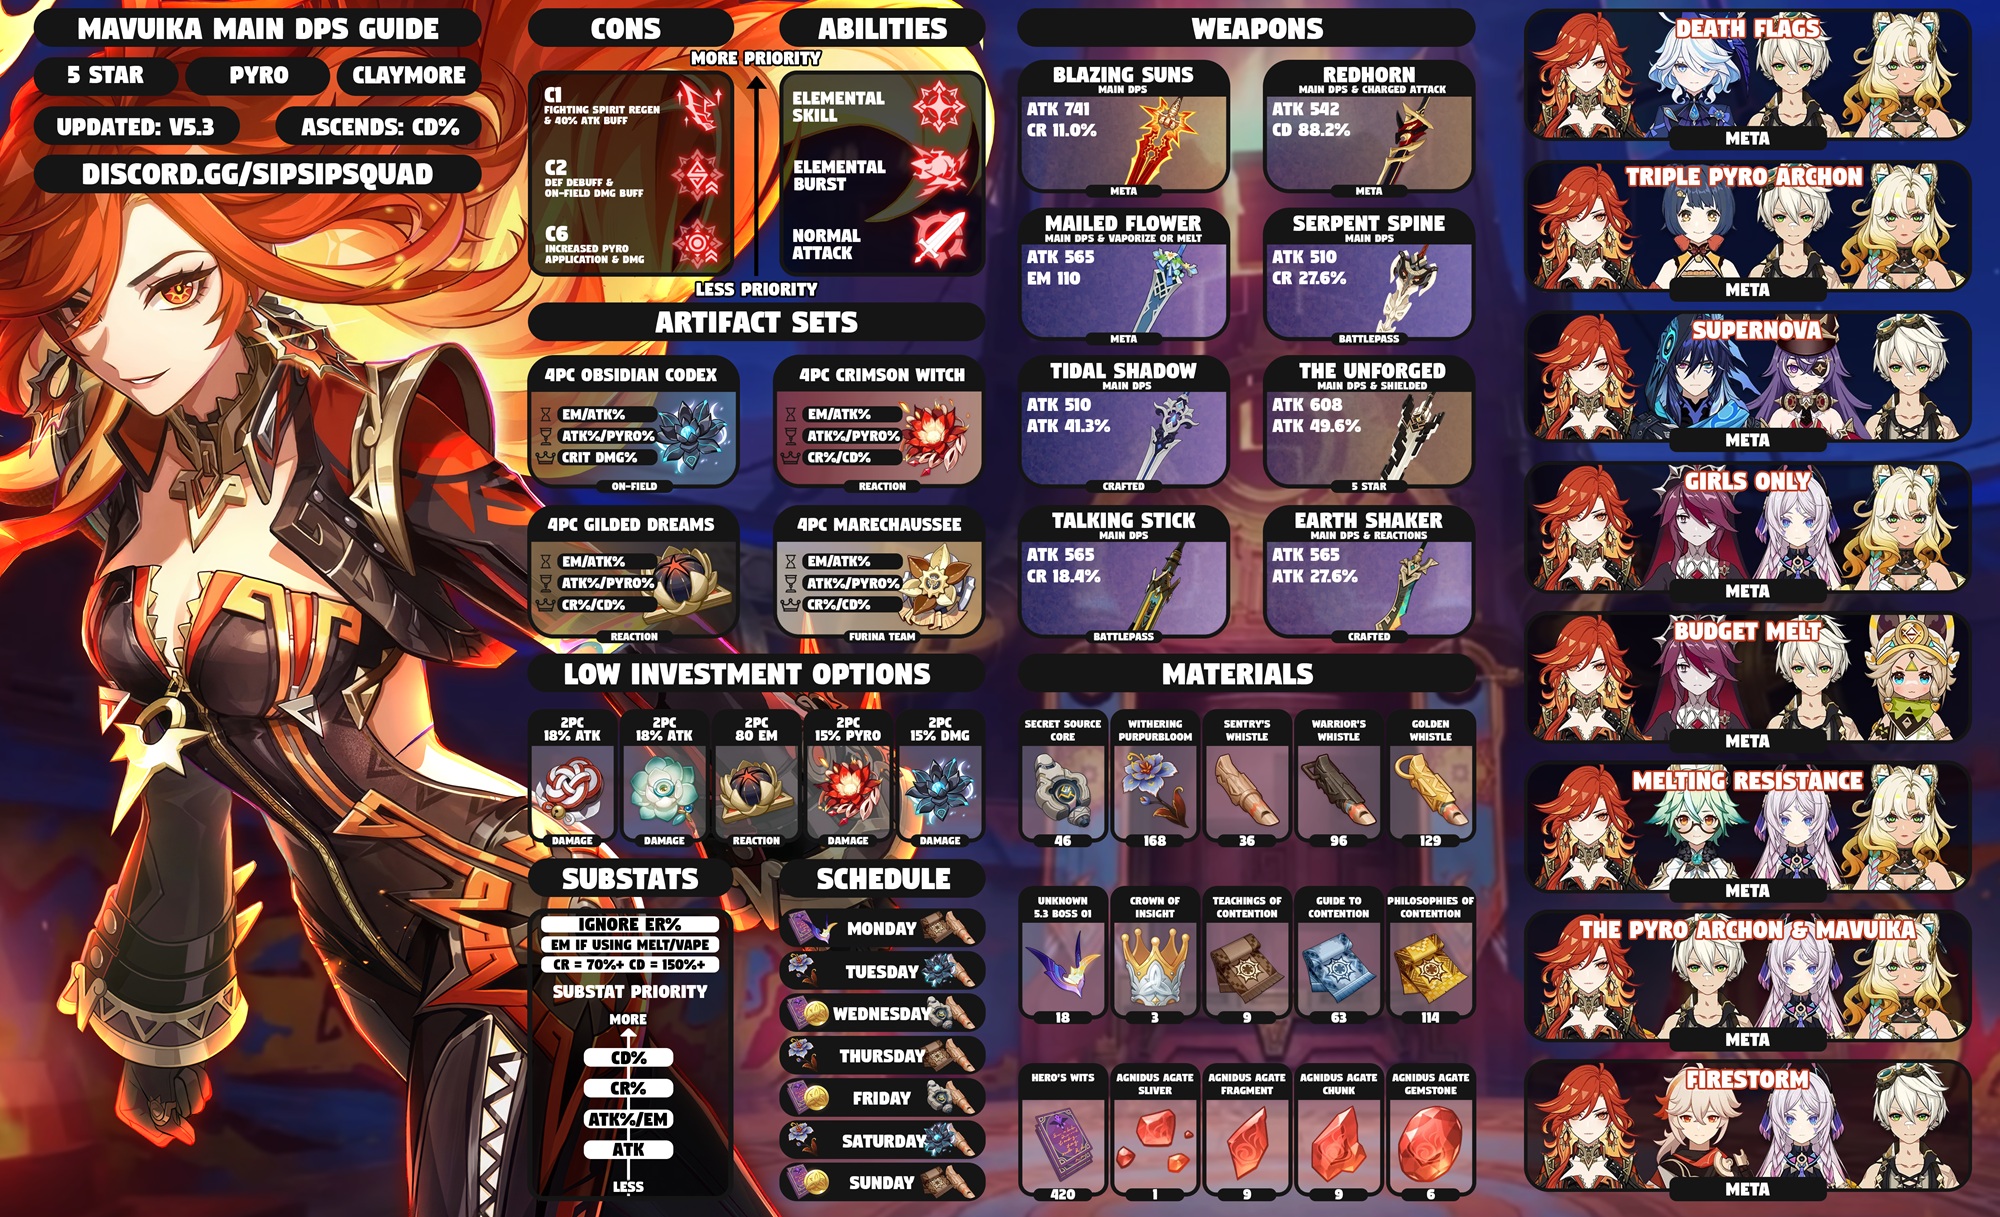 MAVUIKA MAIN DPS GUIDE
5 STAR
PYRO
CLAYMORE
UPDATED: V5.3
ASCENDS: CD%
DISCORD.GG/SIPSIPSQUAD
CONS
ABILITIES
MORE PRIORITY
C1
FIGHTING SPIRIT REGEN
& 40% ATK BUFF
C2
DEF DEBUFF &
ON-FIELD DMG BUFF
C6
INCREASED PYRO
APPLICATION & DMG
ELEMENTAL
SKILL
ELEMENTAL
BURST
NORMAL
ATTACK
LESS PRIORITY
ARTIFACT SETS
4PC OBSIDIAN CODEX
EM/ATK%
ATK%/PYRO%
CRIT DMG%
ON-FIELD
4PC CRIMSON WITCH
EM/ATK%
ATK%/PYRO%
CR%/CD%
REACTION
4PC GILDED DREAMS
EM/ATK%
ATK%/PYRO%
CR%/CD%
REACTION
4PC MARECHAUSSEE
EM/ATK%
ATK%/PYRO%
CR%/CD%
FURINA TEAM
LOW INVESTMENT OPTIONS
2PC
18% ATK
DAMAGE
2PC
18% ATK
DAMAGE
2PC
80 EM
REACTION
2PC
15% PYRO
DAMAGE
2PC
15% DMG
DAMAGE
SUBSTATS
IGNORE ER%
EM IF USING MELT/VAPE
CR = 70%+ CD = 150%+
SUBSTAT PRIORITY
MORE
CD%
CR%
ATK%/EM
ATK
LESS
SCHEDULE
MONDAY
TUESDAY
WEDNESDAY
THURSDAY
FRIDAY
SATURDAY
SUNDAY
WEAPONS
BLAZING SUNS
MAIN DPS
ATK 741
CR 11.0%
META
REDHORN
MAIN DPS & CHARGED ATTACK
ATK 542
CD 88.2%
META
MAILED FLOWER
MAIN DPS & VAPORIZE OR MELT
ATK 565
EM 110
META
SERPENT SPINE
MAIN DPS
ATK 510
CR 27.6%
BATTLEPASS
TIDAL SHADOW
MAIN DPS
ATK 510
ATK 41.3%
CRAFTED
THE UNFORGED
MAIN DPS & SHIELDED
ATK 608
ATK 49.6%
5 STAR
TALKING STICK
MAIN DPS
ATK 565
CR 18.4%
BATTLEPASS
EARTH SHAKER
MAIN DPS & REACTIONS
ATK 565
ATK 27.6%
CRAFTED
MATERIALS
SECRET SOURCE
CORE
46
WITHERING
PURPURBLOOM
168
SENTRY'S
WHISTLE
36
WARRIOR'S
WHISTLE
96
GOLDEN
WHISTLE
129
UNKNOWN
5.3 BOSS 01
18
CROWN OF
INSIGHT
3
TEACHINGS OF
CONTENTION
9
GUIDE TO
CONTENTION
63
PHILOSOPHIES OF
CONTENTION
114
HERO'S WITS
420
AGNIDUS AGATE
SLIVER
1
AGNIDUS AGATE
FRAGMENT
9
AGNIDUS AGATE
CHUNK
9
AGNIDUS AGATE
GEMSTONE
6
DEATH FLAGS
META
TRIPLE PYRO ARCHON
META
SUPERNOVA
META
GIRLS ONLY
META
BUDGET MELT
META
MELTING RESISTANCE
META
THE PYRO ARCHON & MAVUIKA
META
FIRESTORM
META